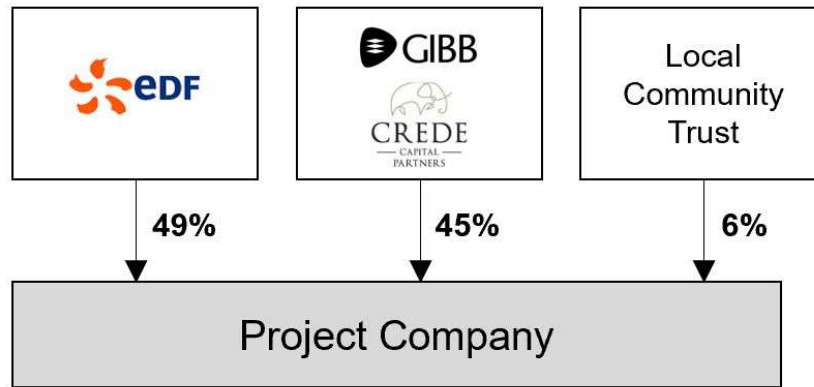 eDF
GIBB
CREDE
CAPITAL
PARTNERS
Local
Community
Trust
49%
45%
6%
Project Company